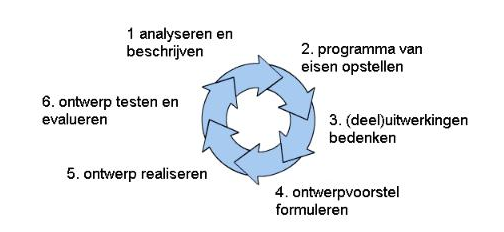 1 analyseren en
beschrijven
2. programma van
eisen opstellen
3. (deel)uitwerkingen
bedenken
4. ontwerpvoorstel
formuleren
5. ontwerp realiseren
6. ontwerp testen en
evalueren